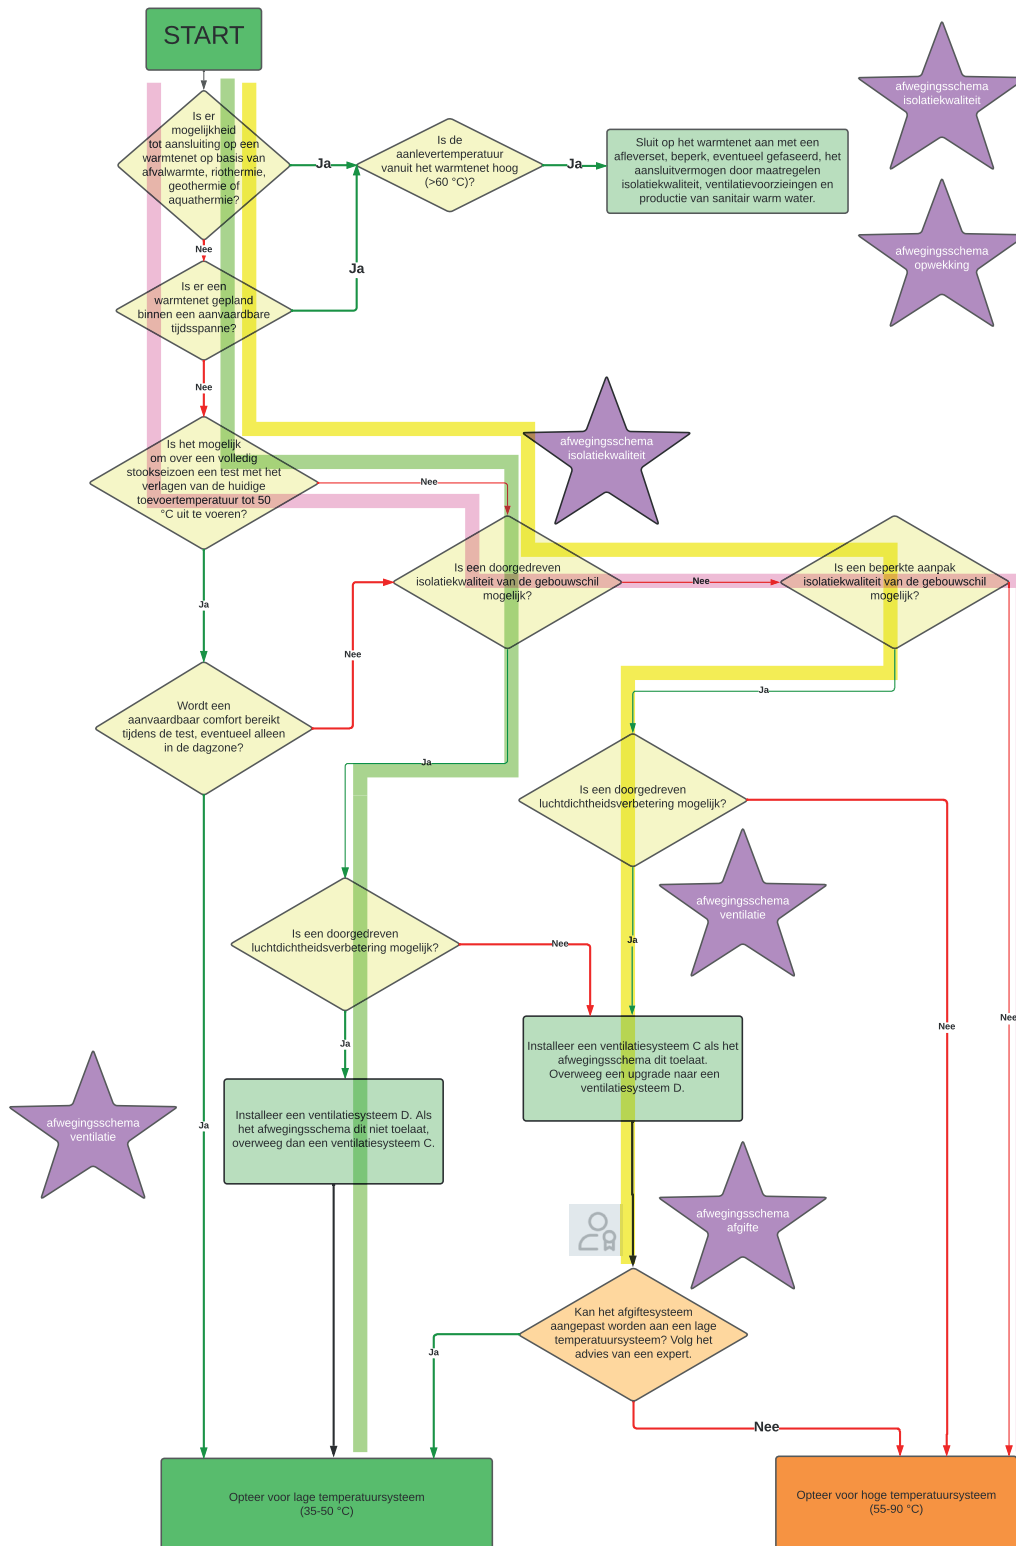 START
afwegingsschema
isolatiekwaliteit
Is er
mogelijkheid
tot aansluiting op een
warmtenet op basis van
afvalwarmte, riothermie,
geothermie of
aquathermie?
Ja
Is de
aanlevertemperatuur
vanuit het warmtenet hoog
(>60 °C)?
Ja
Sluit op het warmtenet aan met een
afleverset, beperk, eventueel gefaseerd, het
aansluitvermogen door maatregelen
isolatiekwaliteit, ventilatievoorzieingen en
productie van sanitair warm water.
Nee
afwegingsschema
opwekking
Ja
Is er een
warmtenet gepland
binnen een aanvaardbare
tijdsspanne?
Nee
afwegingsschema
isolatiekwaliteit
Is het mogelijk
om over een volledig
stookseizoen een test met het
verlagen van de huidige
toevoertemperatuur tot 50
°C uit te voeren?
Nee
Is een doorgedreven
isolatiekwaliteit van de gebouwschil
mogelijk?
Nee
Is een beperkte aanpak
isolatiekwaliteit van de gebouwschil
mogelijk?
Ja
Nee
Wordt een
aanvaardbaar comfort bereikt
tijdens de test, eventueel alleen
in de dagzone?
Ja
Ja
Is een doorgedreven
luchtdichtheidsverbetering mogelijk?
afwegingsschema
ventilatie
Is een doorgedreven
luchtdichtheidsverbetering mogelijk?
Nee
Ja
Nee
Nee
Installeer een ventilatiesysteem C als het
afwegingsschema dit toelaat.
Overweeg een upgrade naar een
ventilatiesysteem D.
Ja
afwegingsschema
ventilatie
Ja
Installeer een ventilatiesysteem D. Als
het afwegingsschema dit niet toelaat,
overweeg dan een ventilatiesysteem C.
afwegingsschema
afgifte
Kan het afgiftesysteem
aangepast worden aan een lage
temperatuursysteem? Volg het
advies van een expert.
Ja
Nee
Opteer voor lage temperatuursysteem
(35-50 °C)
Opteer voor hoge temperatuursysteem
(55-90 °C)